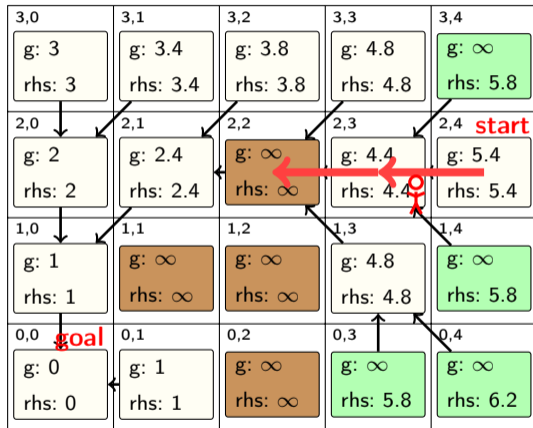 3,0 3,1 3,2 3,3 3,4
g: 3 g: 3.4 g: 3.8 g: 4.8 g: ∞
rhs: 3 rhs: 3.4 rhs: 3.8 rhs: 4.8 rhs: 5.8
2,0 2,1 2,2 2,3 2,4
start
g: 2 g: 2.4 g: ∞ g: 4.4 g: 5.4
rhs: 2 rhs: 2.4 rhs: ∞ rhs: 4.4 rhs: 5.4
1,0 1,1 1,2 1,3 1,4
g: 1 g: ∞ g: ∞ g: 4.8 g: ∞
rhs: 1 rhs: ∞ rhs: ∞ rhs: 4.8 rhs: 5.8
0,0 0,1 0,2 0,3 0,4
goal
g: 0 g: 1 g: ∞ g: ∞ g: ∞
rhs: 0 rhs: 1 rhs: ∞ rhs: 5.8 rhs: 6.2